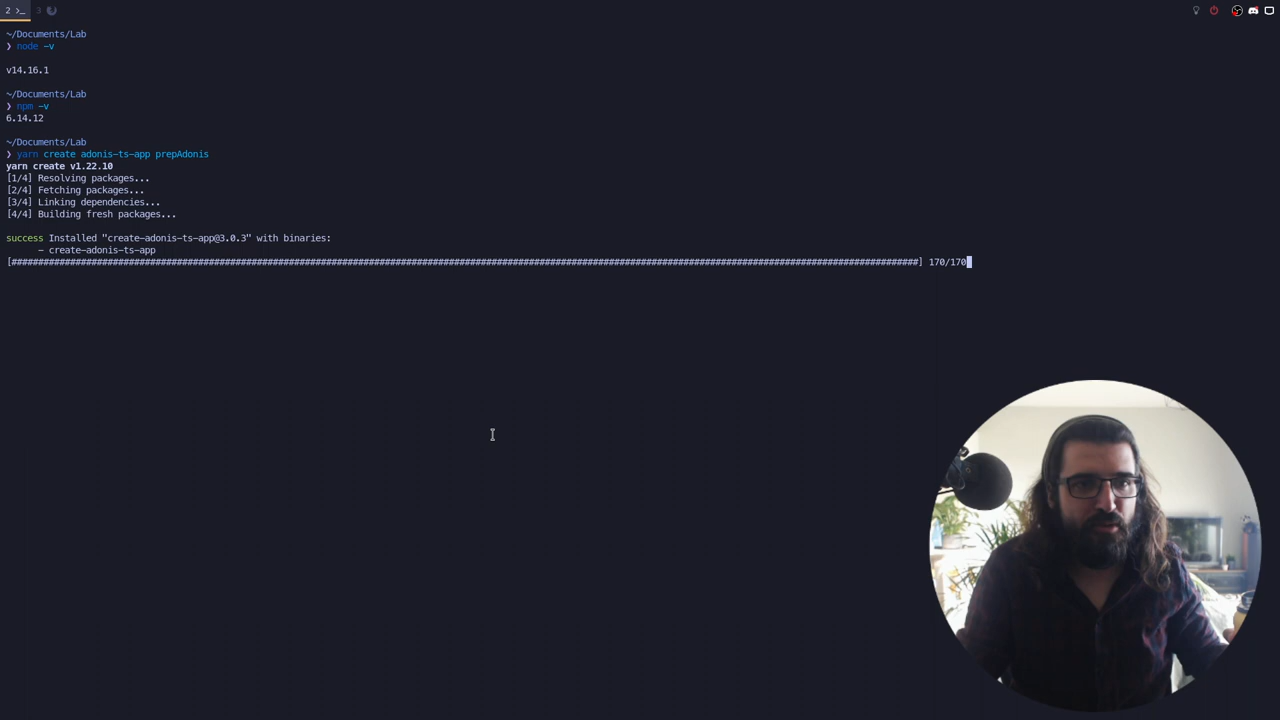 2 >_ 3
~/Documents/Lab
❯ node -v
v14.16.1
~/Documents/Lab
❯ npm -v
6.14.12
~/Documents/Lab
❯ yarn create adonis-ts-app prepAdonis
yarn create v1.22.10
[1/4] Resolving packages...
[2/4] Fetching packages...
[3/4] Linking dependencies...
[4/4] Building fresh packages...
success Installed "create-adonis-ts-app@3.0.3" with binaries:
- create-adonis-ts-app
[##########################################################################################################################################################################] 170/170